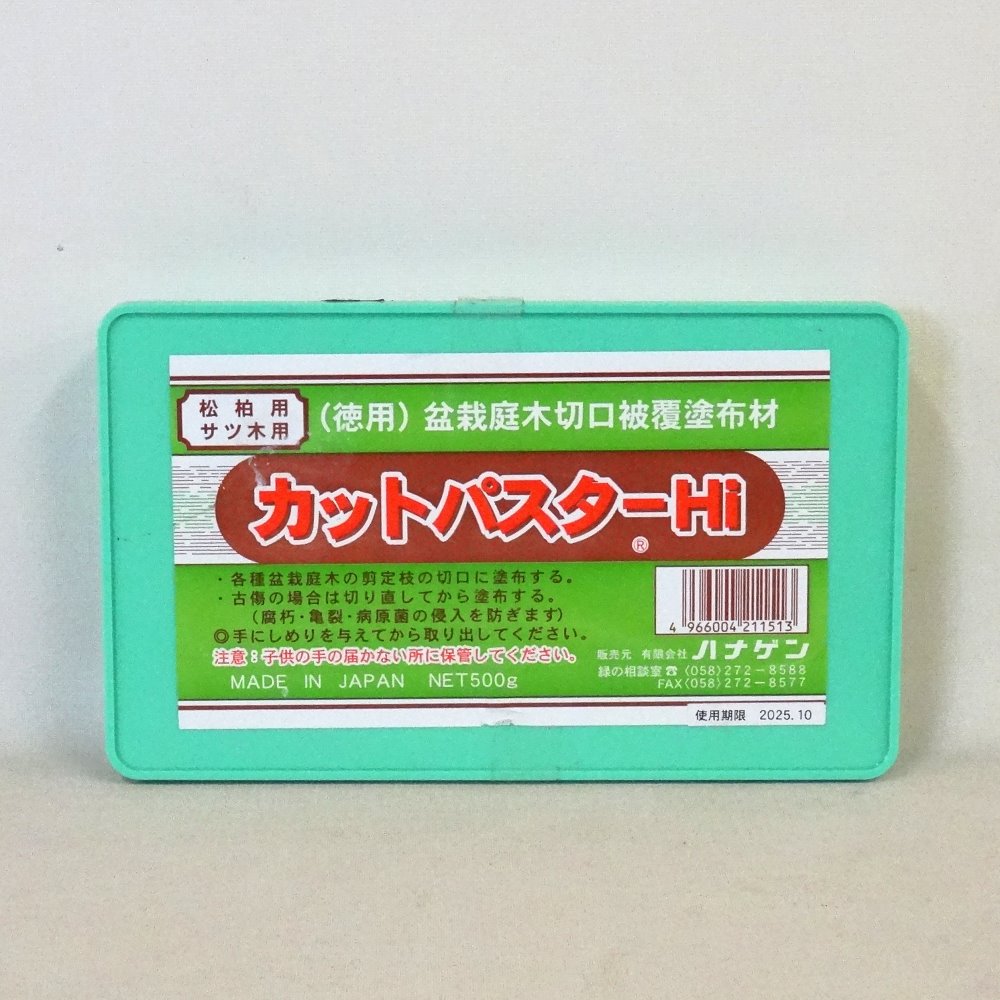 松柏用
サツ木用
（徳用）盆栽庭木切口被覆塗布材
カットパスターHi
®
・各種盆栽庭木の剪定枝の切口に塗布する。
・古傷の場合は切り直してから塗布する。
（腐朽・亀裂・病原菌の侵入を防ぎます）
◎手にしめりを与えてから取り出してください。
注意：子供の手の届かない所に保管してください。
MADE IN JAPAN NET500g
4 966004 211513
販売元 有限会社 ハナゲン
緑の相談室☎(058)272-8588
FAX(058)272-8577
使用期限 2025.10